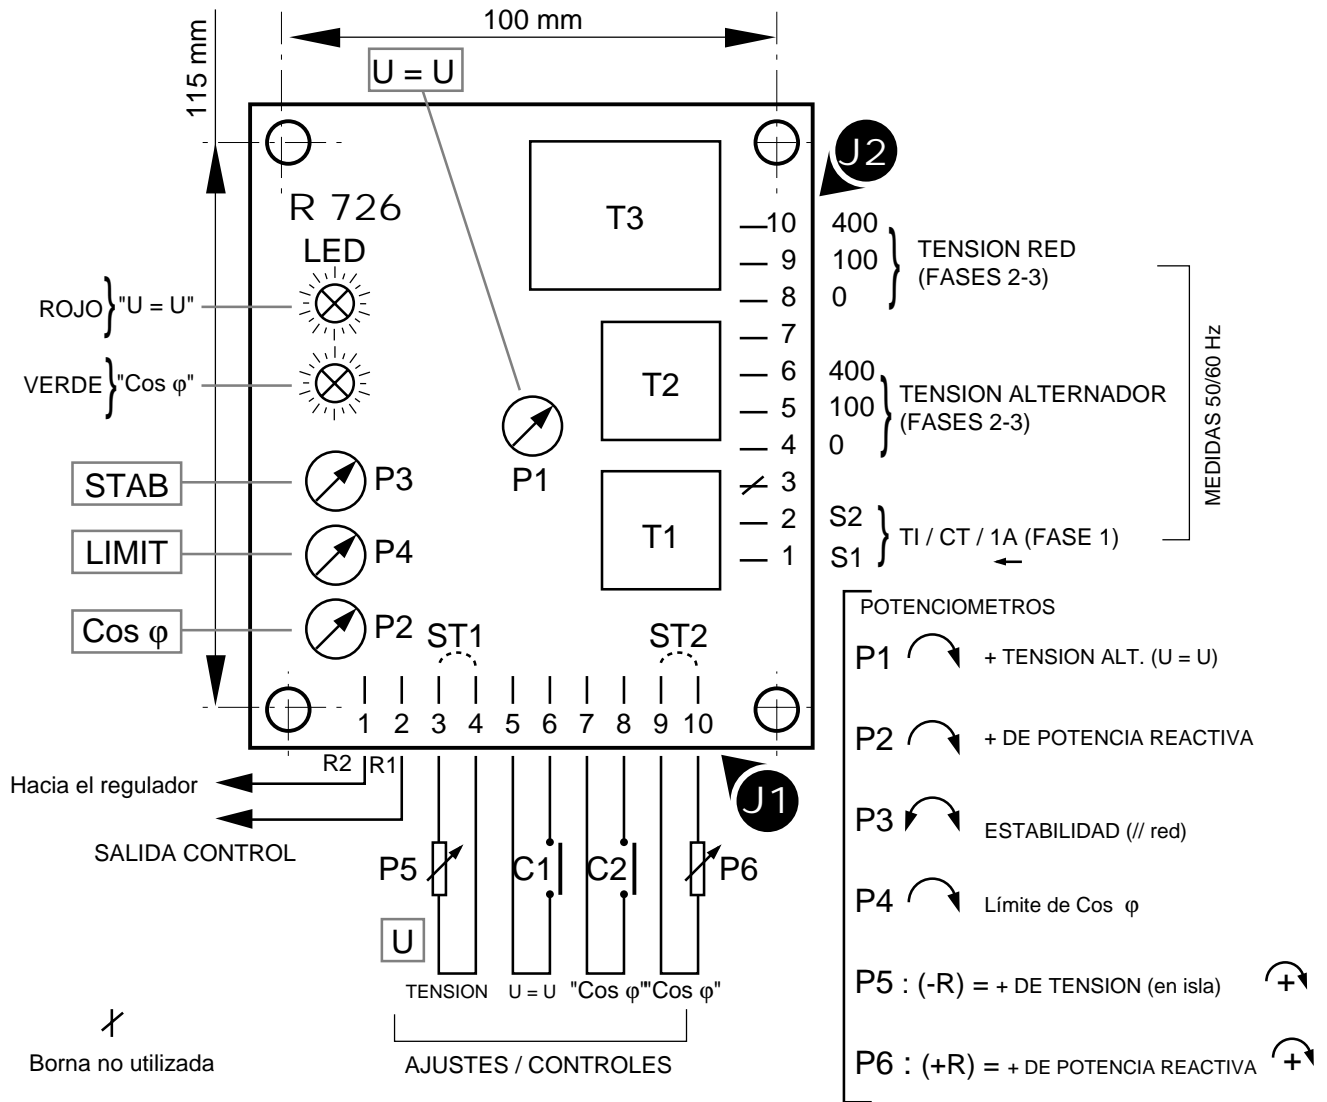 100 mm
115 mm
U = U
J2
R 726
LED
T3
10 400
9 100
8 0
TENSION RED
(FASES 2-3)
ROJO "U = U"
7
VERDE "Cos φ"
T2
6 400
5 100
4 0
TENSION ALTERNADOR
(FASES 2-3)
MEDIDAS 50/60 Hz
P1
STAB P3
3
T1
2 S2
1 S1
TI / CT / 1A (FASE 1)
LIMIT P4
Cos φ P2
ST1 ST2
1 2 3 4 5 6 7 8 9 10
R2 R1
J1
Hacia el regulador
SALIDA CONTROL
P5 C1 C2 P6
U
TENSION U = U "Cos φ" "Cos φ"
AJUSTES / CONTROLES
Borna no utilizada
POTENCIOMETROS
P1 + TENSION ALT. (U = U)
P2 + DE POTENCIA REACTIVA
P3 ESTABILIDAD (// red)
P4 Límite de Cos φ
P5 : (-R) = + DE TENSION (en isla) +
P6 : (+R) = + DE POTENCIA REACTIVA +